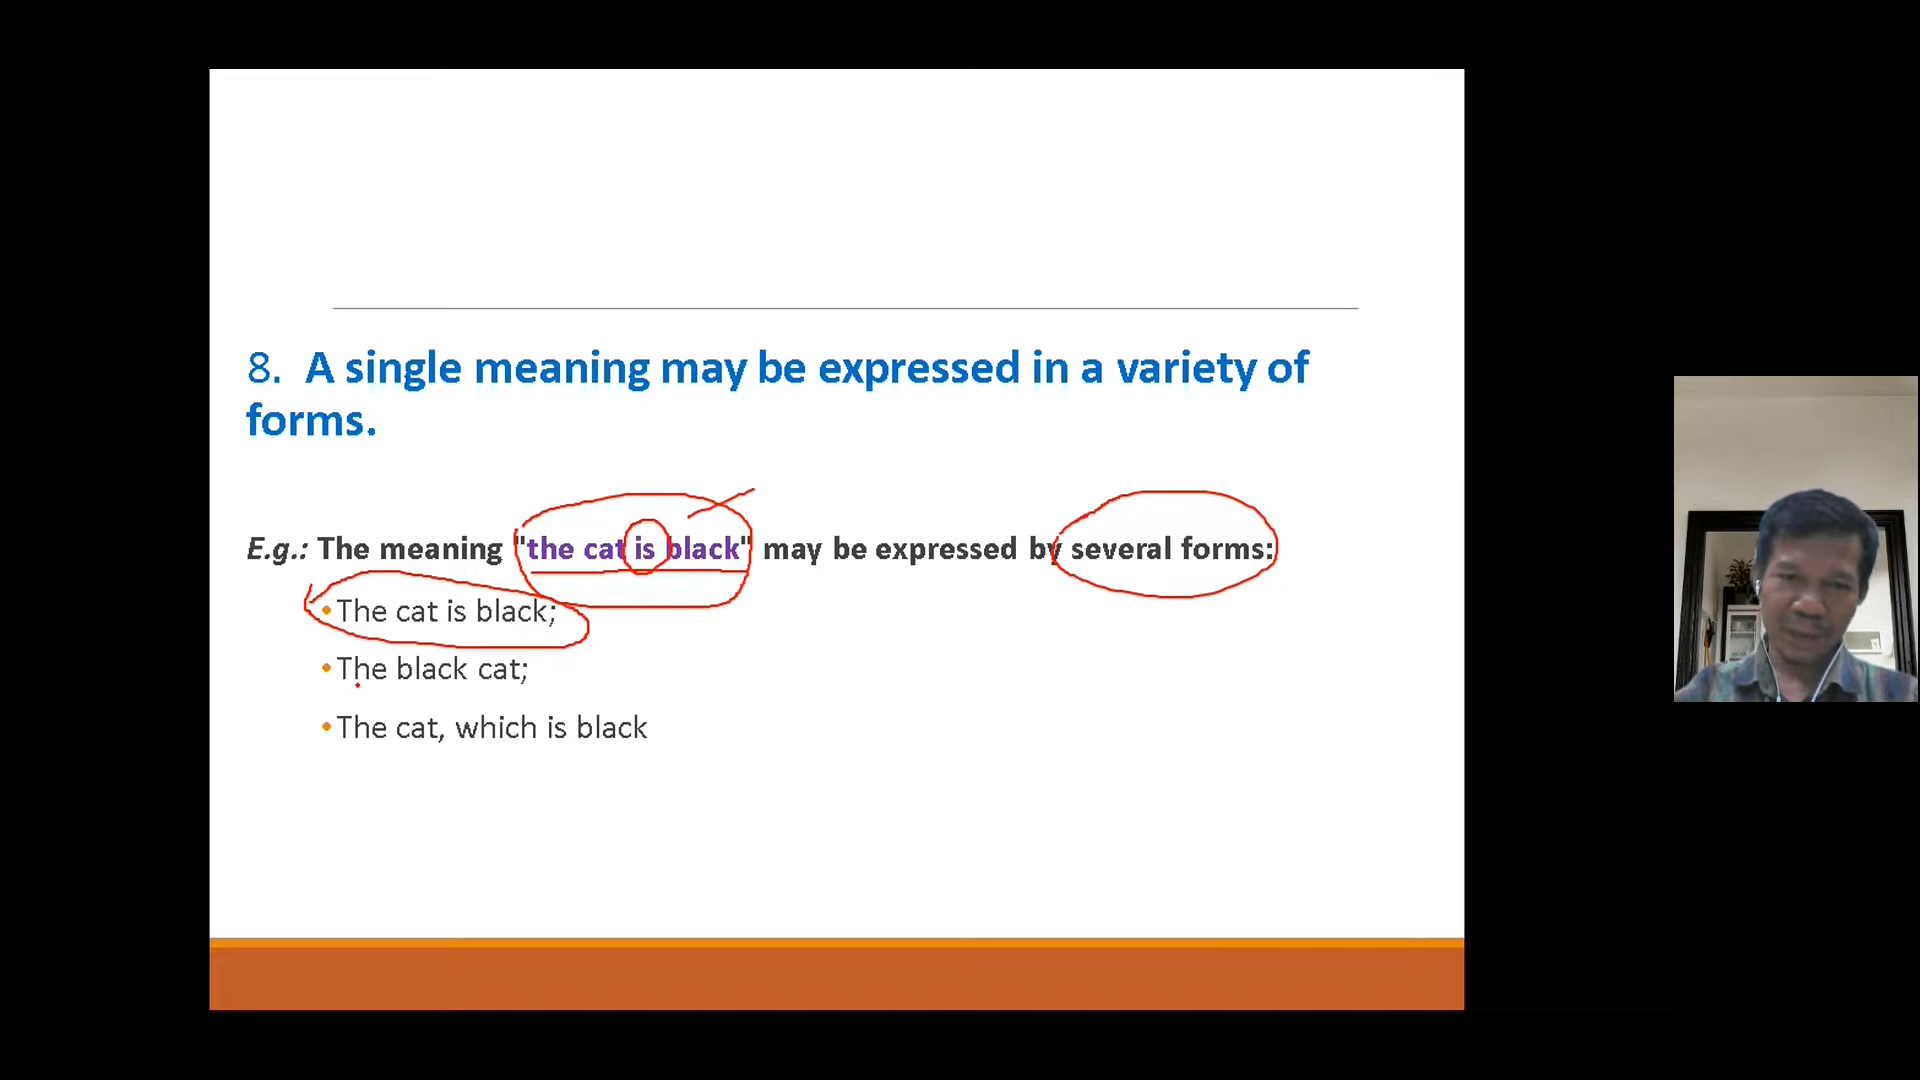 8. A single meaning may be expressed in a variety of
forms.
E.g.: The meaning "the cat is black" may be expressed by several forms:
•The cat is black;
•The black cat;
•The cat, which is black